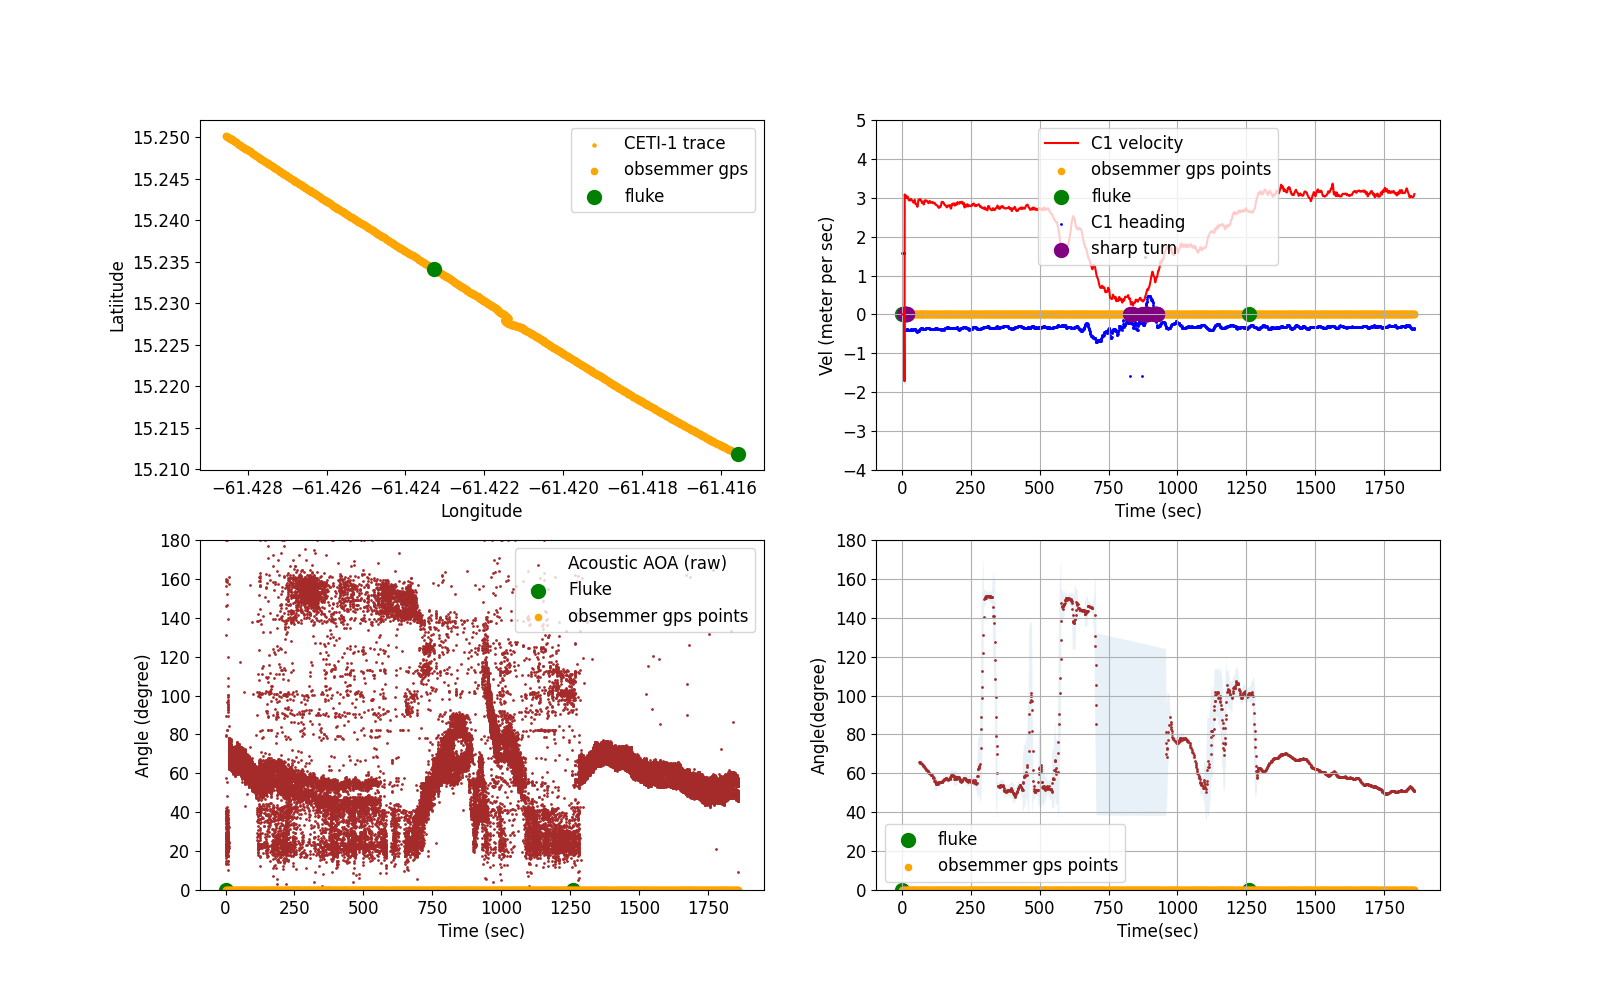 15.250
15.245
15.240
15.235
15.230
15.225
15.220
15.215
15.210
Latiitude
−61.428 −61.426 −61.424 −61.422 −61.420 −61.418 −61.416
Longitude
CETI-1 trace
obsemmer gps
fluke
5
4
3
2
1
0
−1
−2
−3
−4
Vel (meter per sec)
0 250 500 750 1000 1250 1500 1750
Time (sec)
C1 velocity
obsemmer gps points
fluke
C1 heading
sharp turn
180
160
140
120
100
80
60
40
20
0
Angle (degree)
0 250 500 750 1000 1250 1500 1750
Time (sec)
Acoustic AOA (raw)
Fluke
obsemmer gps points
180
160
140
120
100
80
60
40
20
0
Angle(degree)
0 250 500 750 1000 1250 1500 1750
Time(sec)
fluke
obsemmer gps points